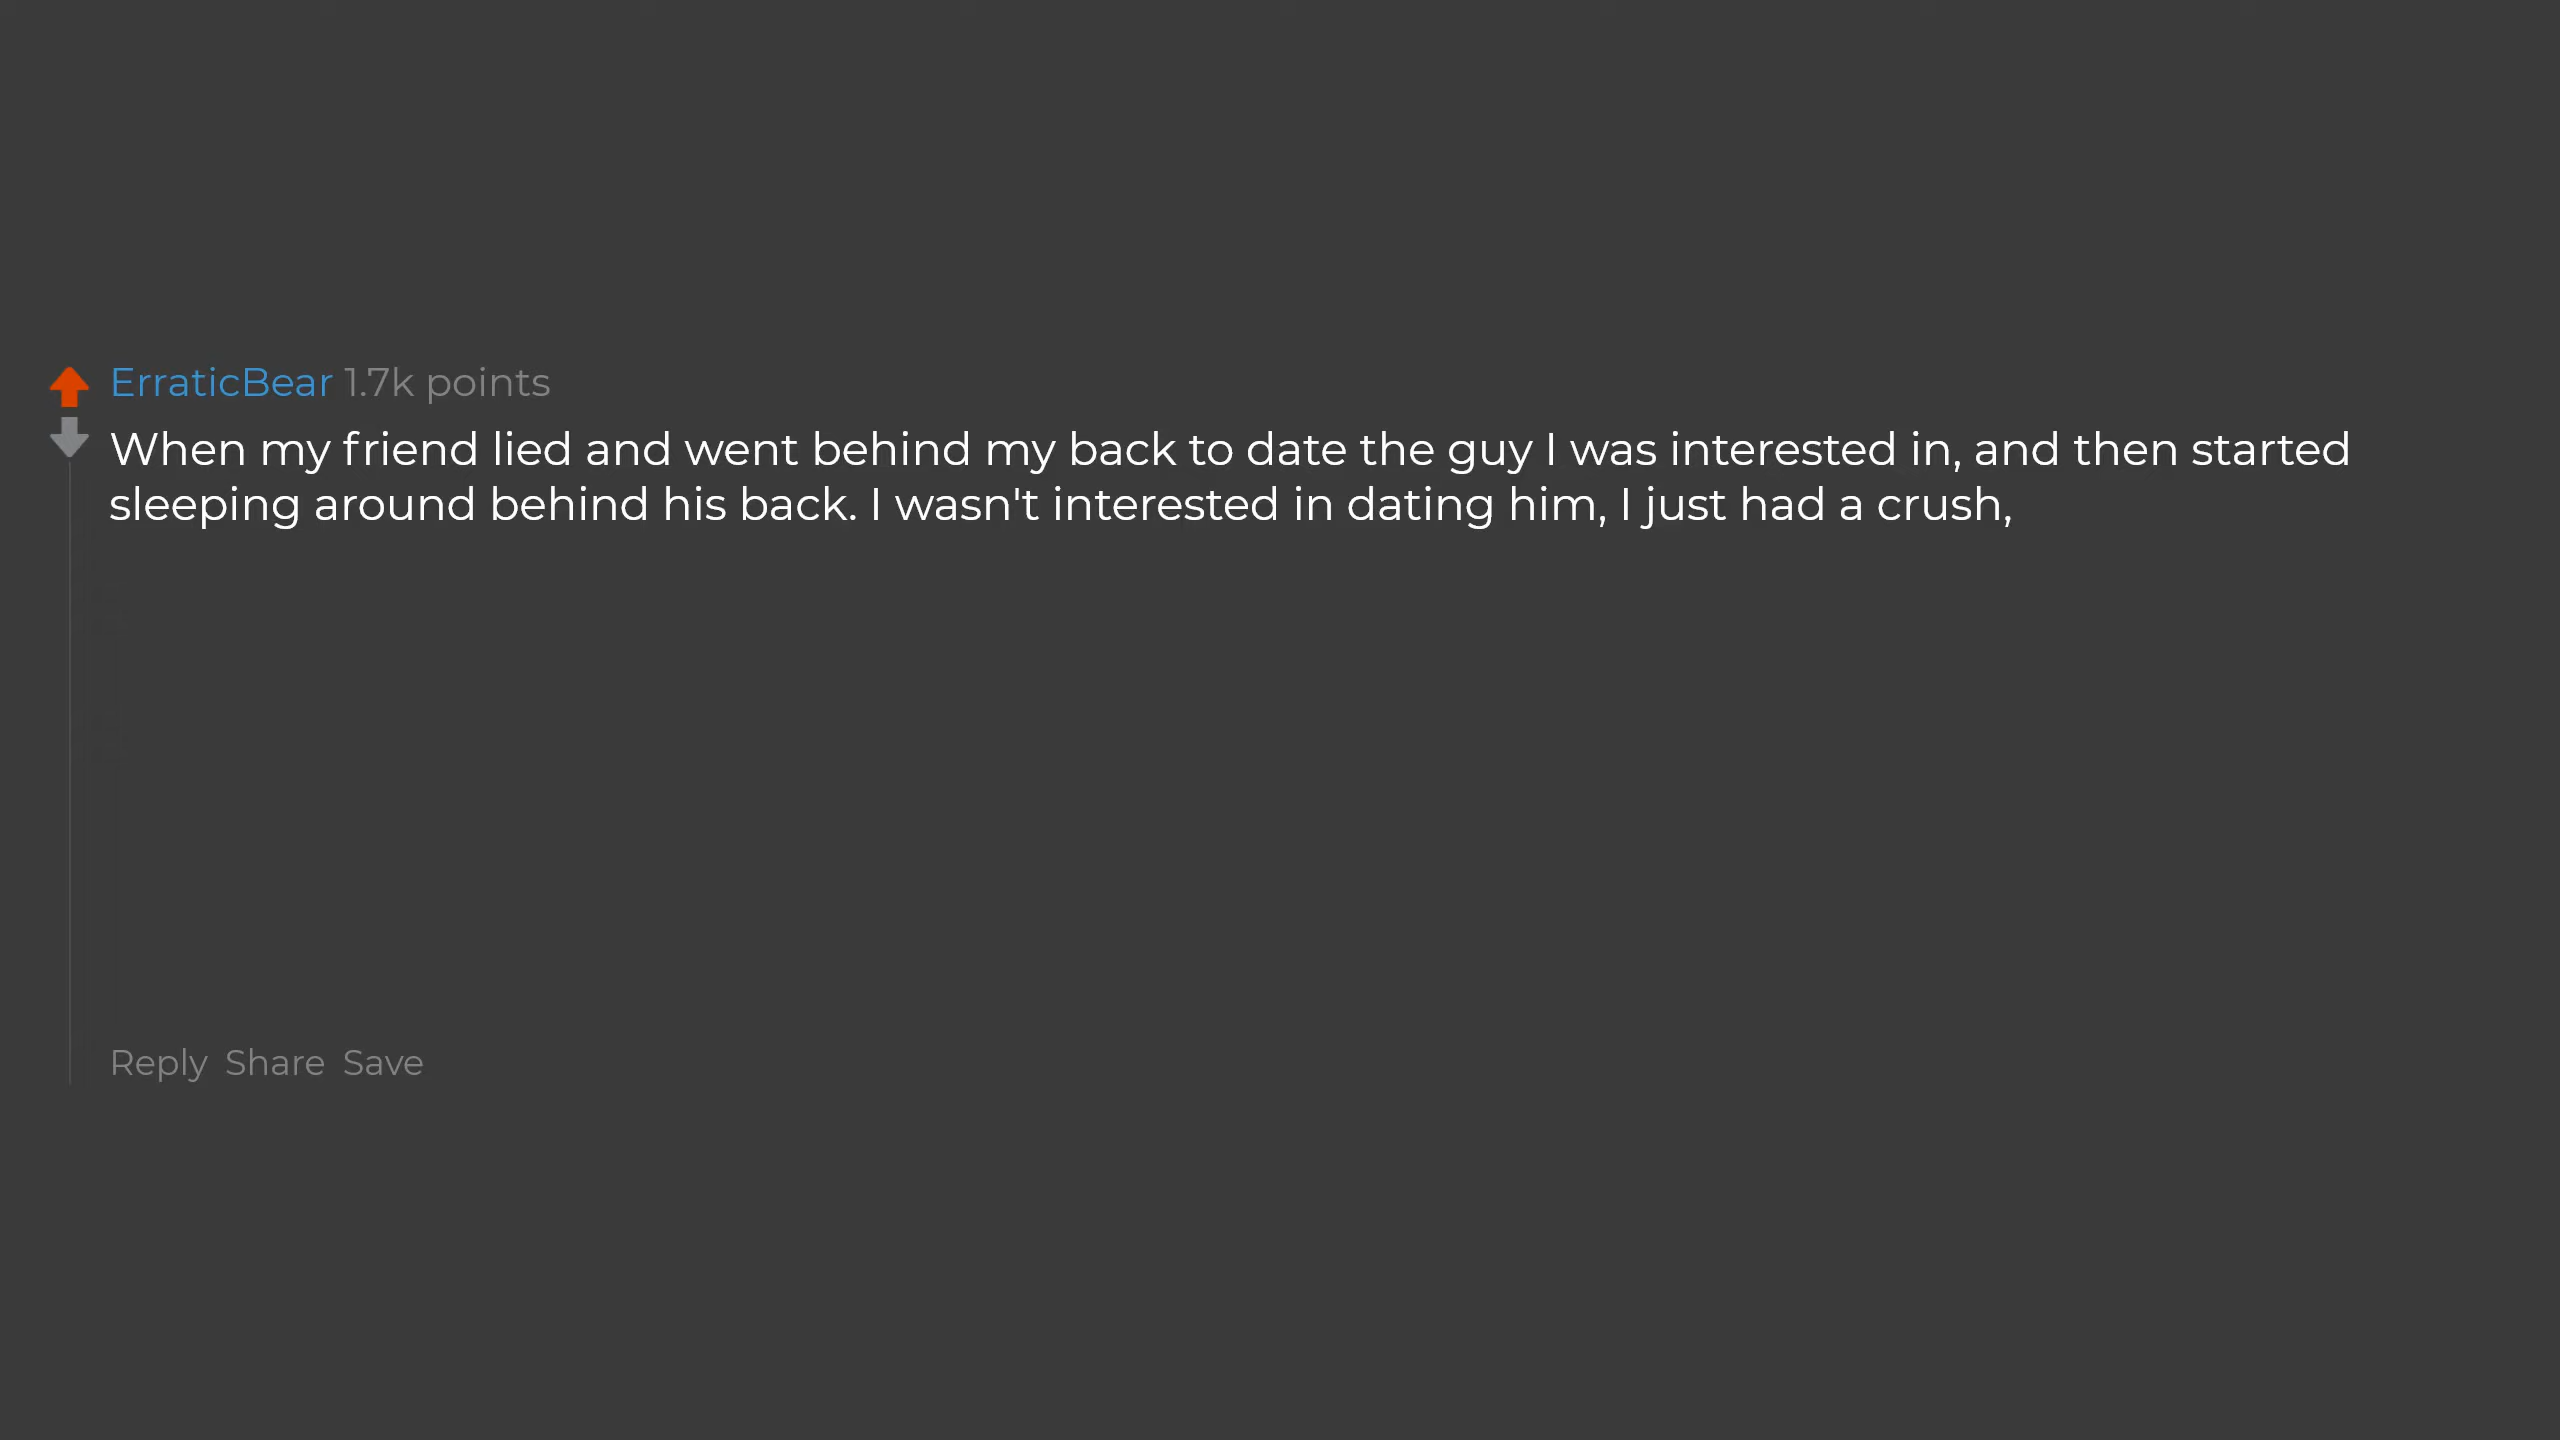 ErraticBear 1.7k points
When my friend lied and went behind my back to date the guy I was interested in, and then started
sleeping around behind his back. I wasn't interested in dating him, I just had a crush,
Reply Share Save